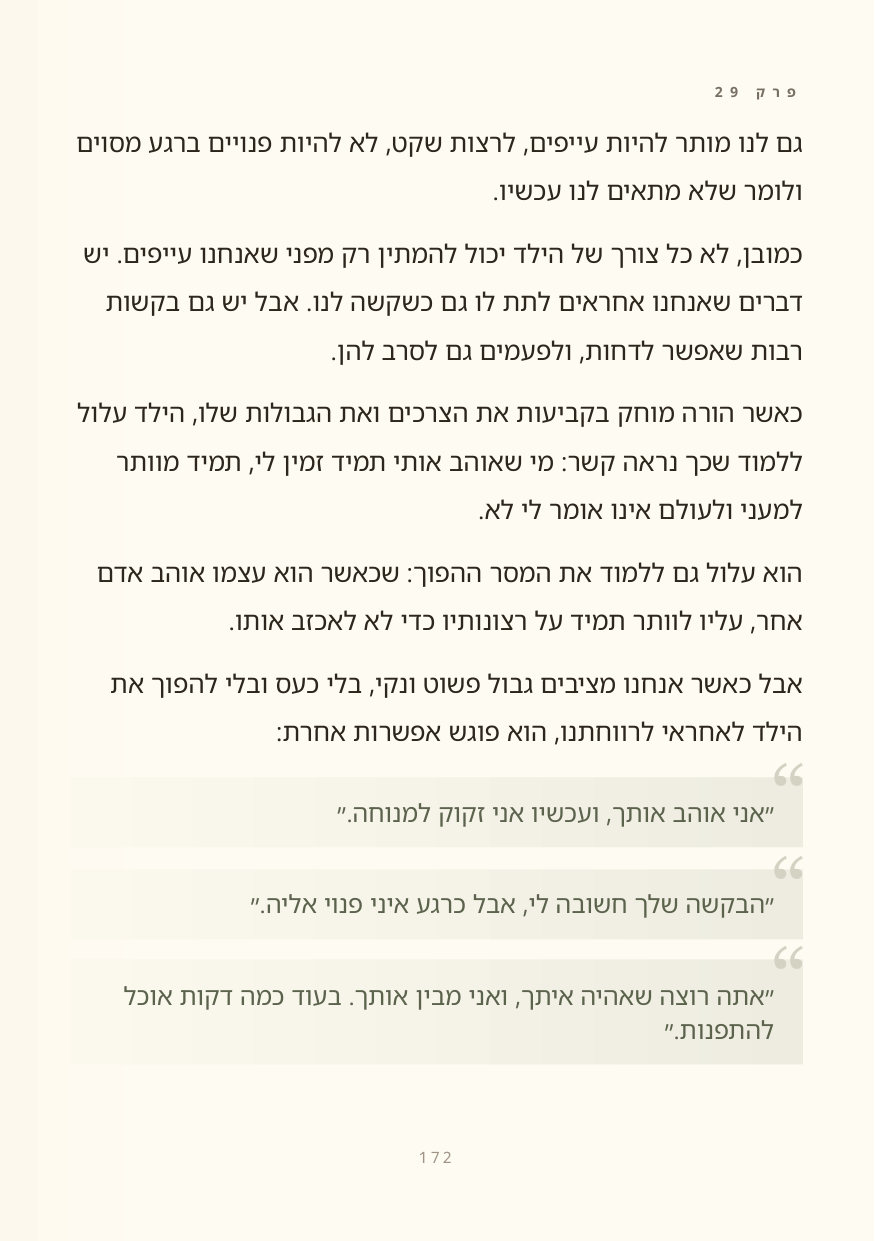 פרק 29
גם לנו מותר להיות עייפים, לרצות שקט, לא להיות פנויים ברגע מסוים
ולומר שלא מתאים לנו עכשיו.
כמובן, לא כל צורך של הילד יכול להמתין רק מפני שאנחנו עייפים. יש
דברים שאנחנו אחראים לתת לו גם כשקשה לנו. אבל יש גם בקשות
רבות שאפשר לדחות, ולפעמים גם לסרב להן.
כאשר הורה מוחק בקביעות את הצרכים ואת הגבולות שלו, הילד עלול
ללמוד שכך נראה קשר: מי שאוהב אותי תמיד זמין לי, תמיד מוותר
למעני ולעולם אינו אומר לי לא.
הוא עלול גם ללמוד את המסר ההפוך: שכאשר הוא עצמו אוהב אדם
אחר, עליו לוותר תמיד על רצונותיו כדי לא לאכזב אותו.
אבל כאשר אנחנו מציבים גבול פשוט ונקי, בלי כעס ובלי להפוך את
הילד לאחראי לרווחתנו, הוא פוגש אפשרות אחרת:
״אני אוהב אותך, ועכשיו אני זקוק למנוחה.״
״הבקשה שלך חשובה לי, אבל כרגע איני פנוי אליה.״
״אתה רוצה שאהיה איתך, ואני מבין אותך. בעוד כמה דקות אוכל
להתפנות.״
172